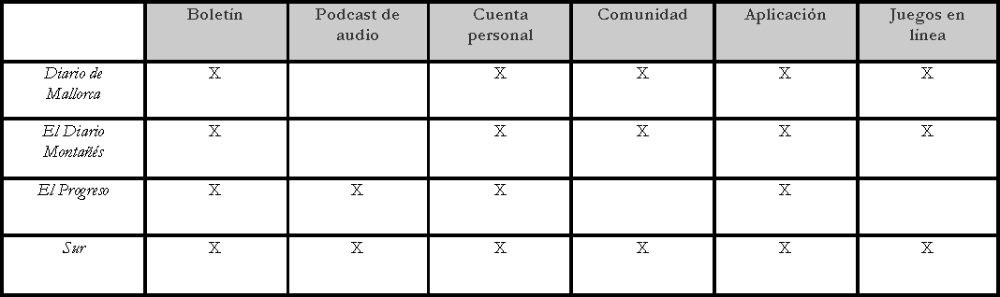 Boletín Podcast de audio Cuenta personal Comunidad Aplicación Juegos en línea
Diario de Mallorca X X X X X
El Diario Montañés X X X X X
El Progreso X X X X
Sur X X X X X X